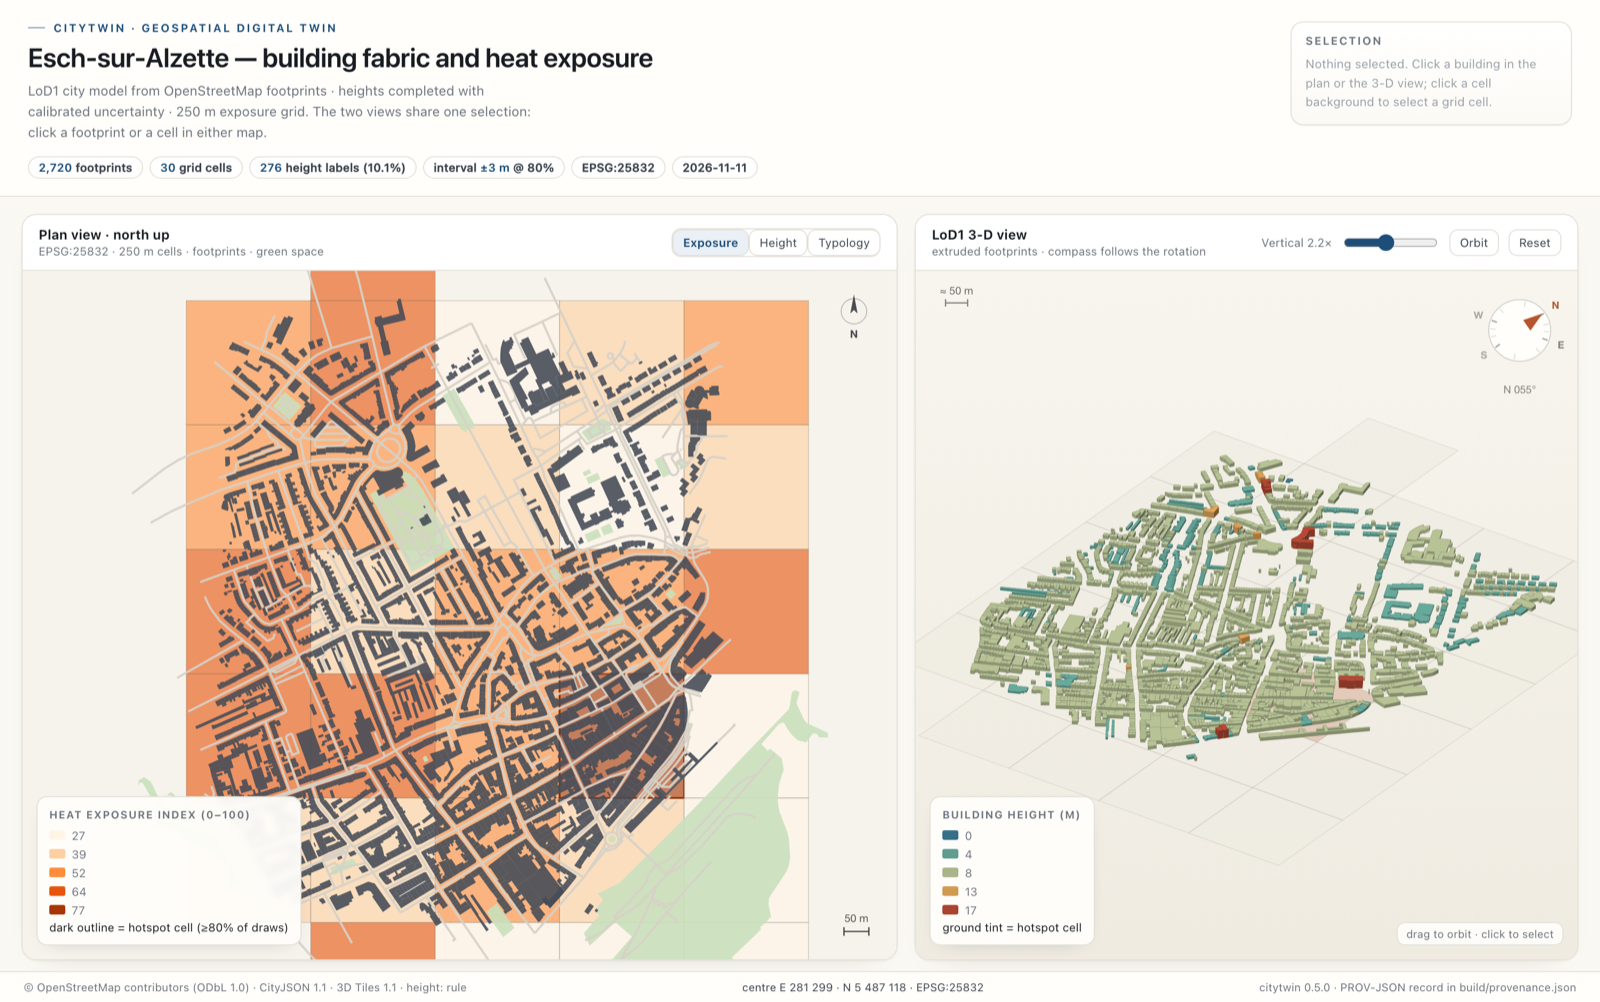 CITYTWIN · GEOSPATIAL DIGITAL TWIN
Esch-sur-Alzette — building fabric and heat exposure
LoD1 city model from OpenStreetMap footprints · heights completed with
calibrated uncertainty · 250 m exposure grid. The two views share one selection:
click a footprint or a cell in either map.
2,720 footprints
30 grid cells
276 height labels (10.1%)
interval ±3 m @ 80%
EPSG:25832
2026-11-11
SELECTION
Nothing selected. Click a building in the
plan or the 3-D view; click a cell
background to select a grid cell.
Plan view · north up
EPSG:25832 · 250 m cells · footprints · green space
Exposure
Height
Typology
N
HEAT EXPOSURE INDEX (0–100)
27
39
52
64
77
dark outline = hotspot cell (≥80% of draws)
50 m
LoD1 3-D view
extruded footprints · compass follows the rotation
Vertical 2.2×
Orbit
Reset
≈ 50 m
N
W
E
S
N 055°
BUILDING HEIGHT (M)
0
4
8
13
17
ground tint = hotspot cell
drag to orbit · click to select
© OpenStreetMap contributors (ODbL 1.0) · CityJSON 1.1 · 3D Tiles 1.1 · height: rule
centre E 281 299 · N 5 487 118 · EPSG:25832
citytwin 0.5.0 · PROV-JSON record in build/provenance.json